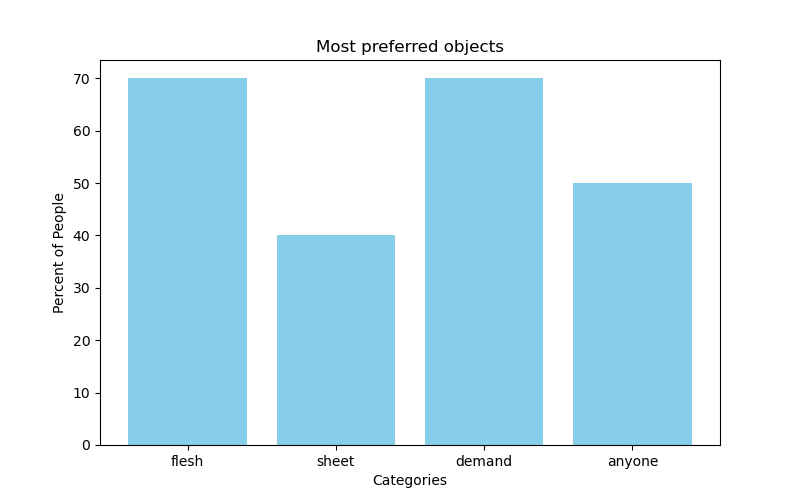 Most preferred objects
Percent of People
70
60
50
40
30
20
10
0
flesh sheet demand anyone
Categories